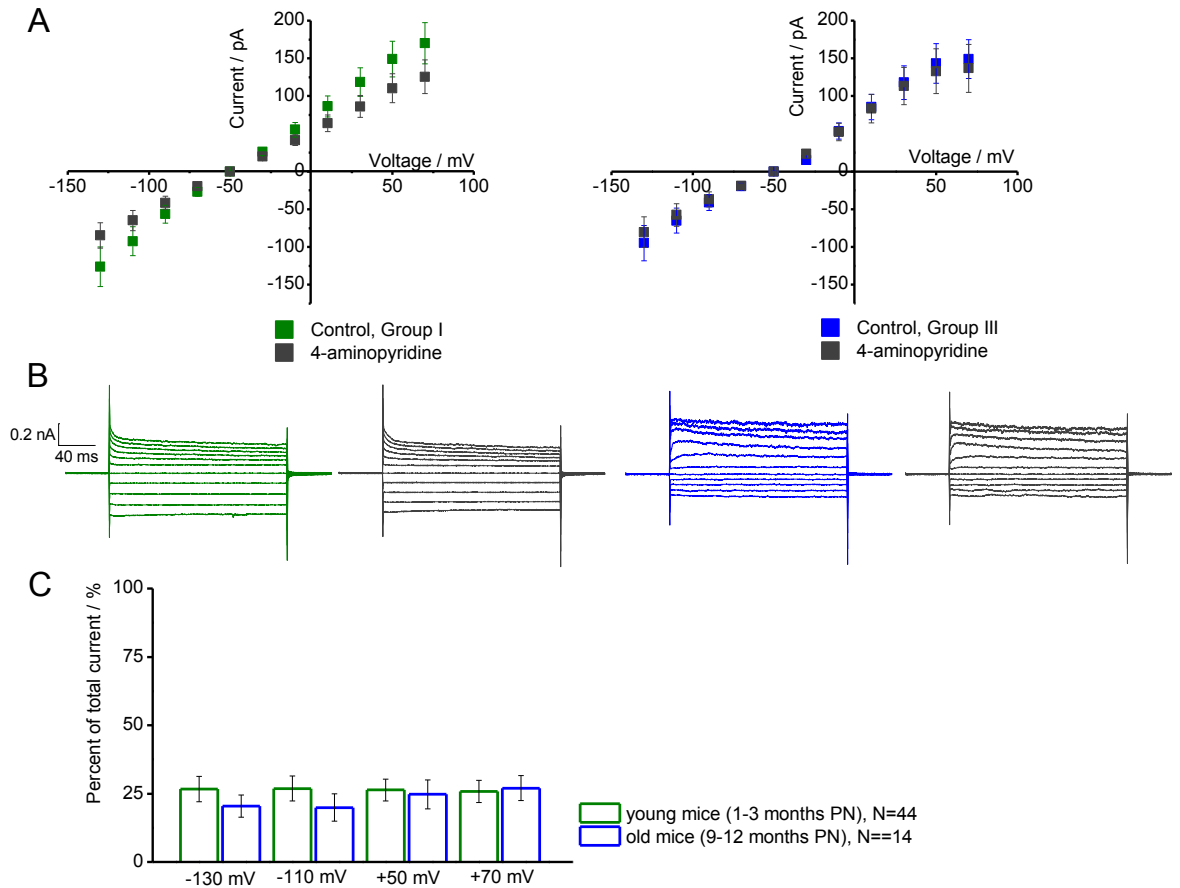 A
Current / pA
200
150
100
50
0
-50
-100
-150
Voltage / mV
-150
-100
-50
0
50
100
Control, Group I
4-aminopyridine
Current / pA
200
150
100
50
0
-50
-100
-150
Voltage / mV
-150
-100
-50
0
50
100
Control, Group III
4-aminopyridine
B
0.2 nA
40 ms
C
Percent of total current / %
100
75
50
25
0
-130 mV
-110 mV
+50 mV
+70 mV
young mice (1-3 months PN), N=44
old mice (9-12 months PN), N==14